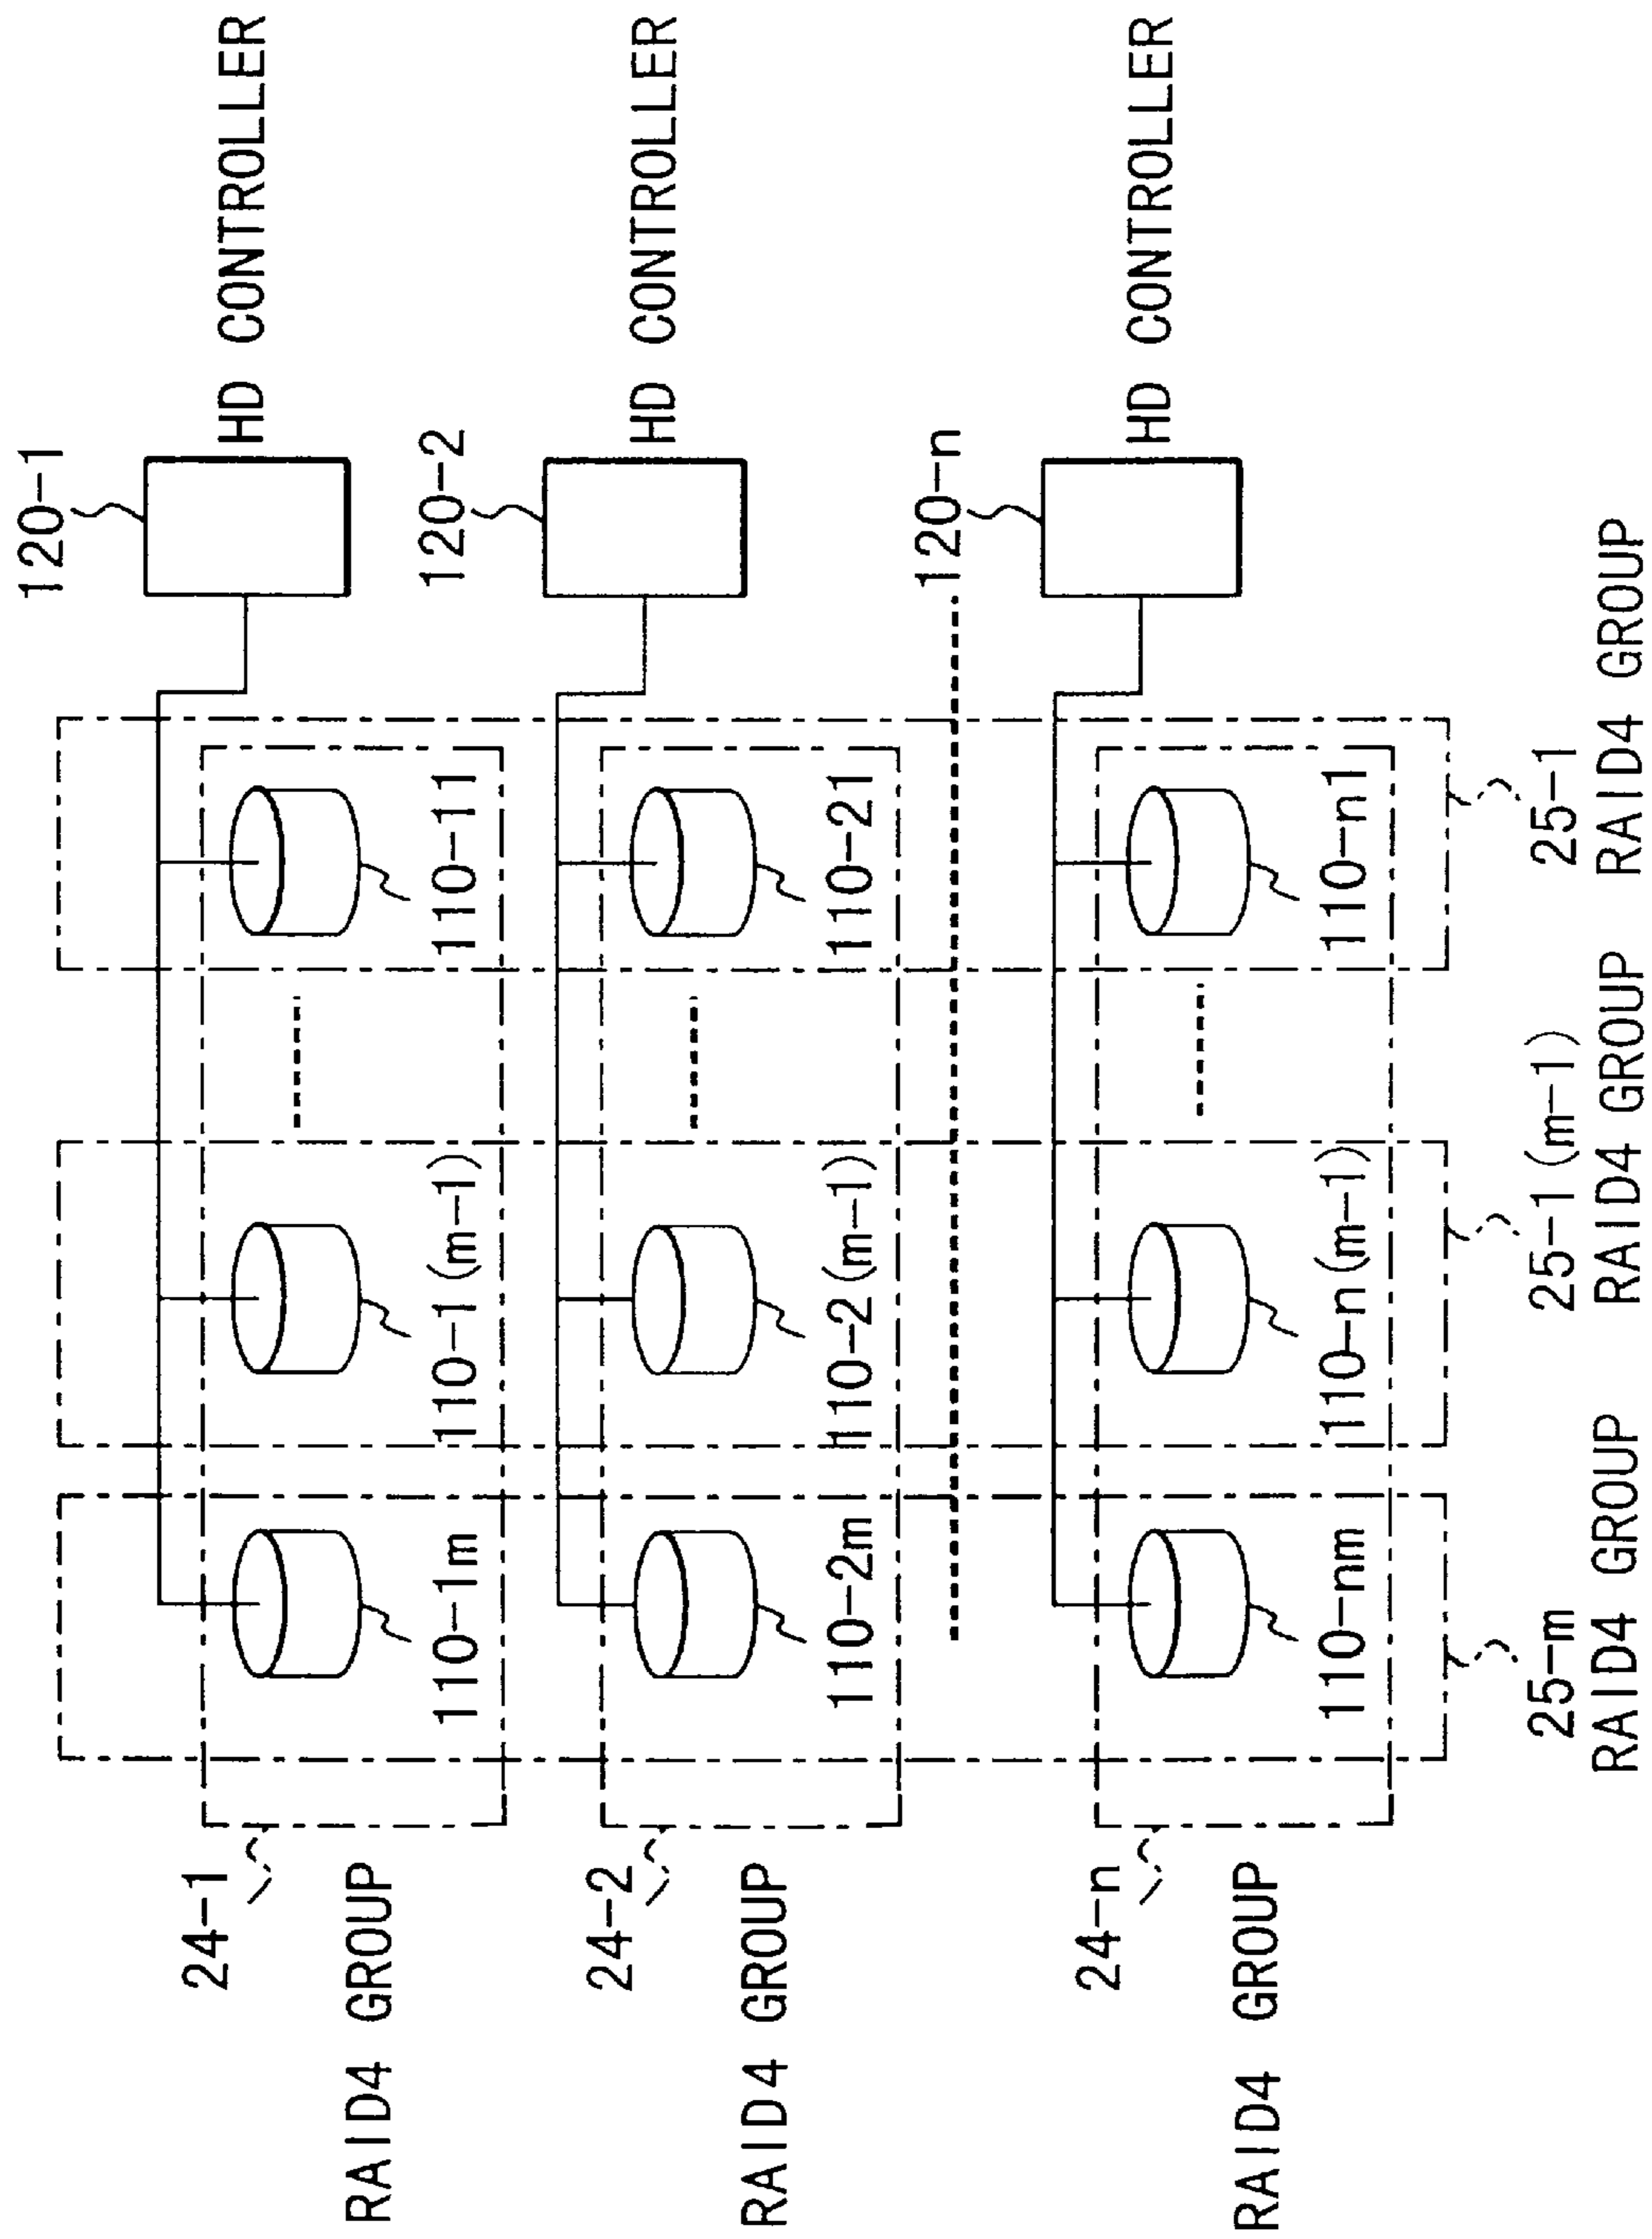 120-1
24-1
HD CONTROLLER
RAID4 GROUP
110-1m 110-1(m-1) 110-11
120-2
24-2
HD CONTROLLER
RAID4 GROUP
110-2m 110-2(m-1) 110-21
120-n
24-n
HD CONTROLLER
RAID4 GROUP
110-nm 110-n(m-1) 110-n1
25-m 25-1(m-1) 25-1
RAID4 GROUP RAID4 GROUP RAID4 GROUP